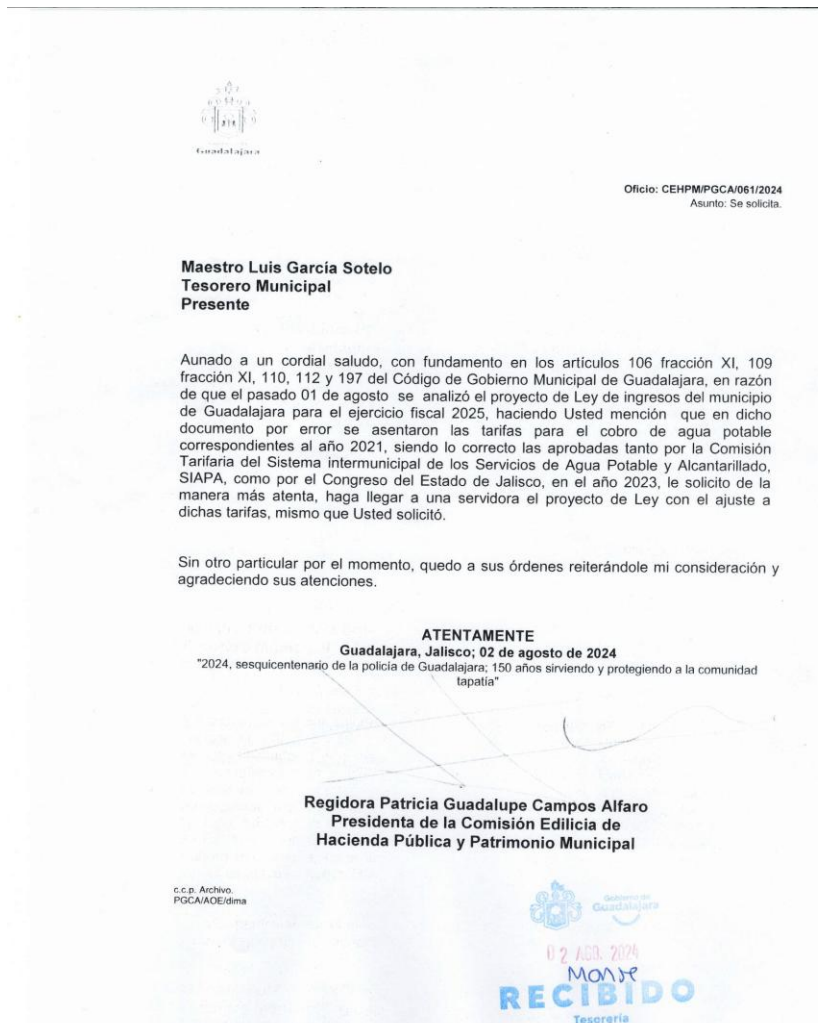 Guadalajara
Oficio: CEHPM/PGCA/061/2024
Asunto: Se solicita.
Maestro Luis García Sotelo
Tesorero Municipal
Presente
Aunado a un cordial saludo, con fundamento en los artículos 106 fracción XI, 109
fracción XI, 110, 112 y 197 del Código de Gobierno Municipal de Guadalajara, en razón
de que el pasado 01 de agosto se analizó el proyecto de Ley de ingresos del municipio
de Guadalajara para el ejercicio fiscal 2025, haciendo Usted mención que en dicho
documento por error se asentaron las tarifas para el cobro de agua potable
correspondientes al año 2021, siendo lo correcto las aprobadas tanto por la Comisión
Tarifaria del Sistema intermunicipal de los Servicios de Agua Potable y Alcantarillado,
SIAPA, como por el Congreso del Estado de Jalisco, en el año 2023, le solicito de la
manera más atenta, haga llegar a una servidora el proyecto de Ley con el ajuste a
dichas tarifas, mismo que Usted solicitó.
Sin otro particular por el momento, quedo a sus órdenes reiterándole mi consideración y
agradeciendo sus atenciones.
ATENTAMENTE
Guadalajara, Jalisco; 02 de agosto de 2024
"2024, sesquicentenario de la policía de Guadalajara; 150 años sirviendo y protegiendo a la comunidad
tapatía"
Regidora Patricia Guadalupe Campos Alfaro
Presidenta de la Comisión Edilicia de
Hacienda Pública y Patrimonio Municipal
c.c.p. Archivo.
PGCA/AOE/dima
Gobierno de
Guadalajara
02 AGO. 2024
Monse
RECIBIDO
Tesorería